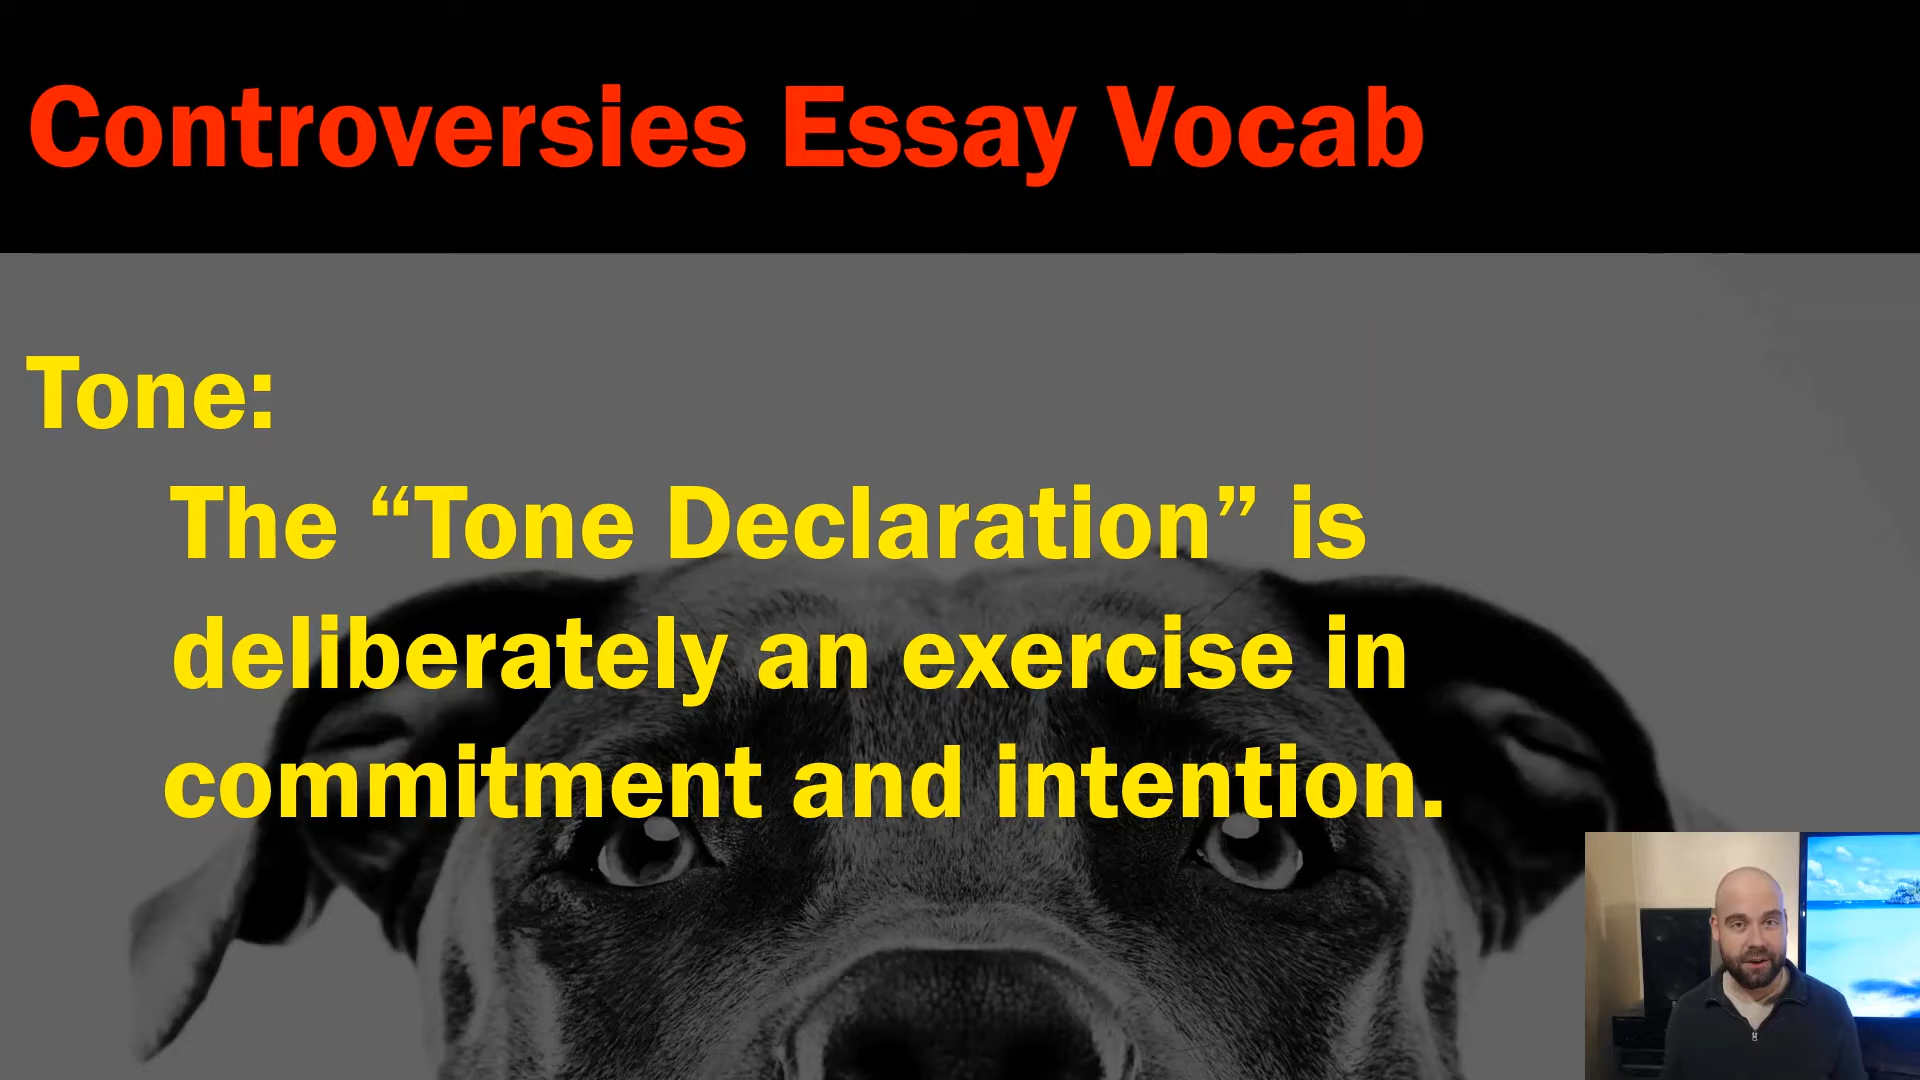 Controversies Essay Vocab
Tone:
The “Tone Declaration” is
deliberately an exercise in
commitment and intention.